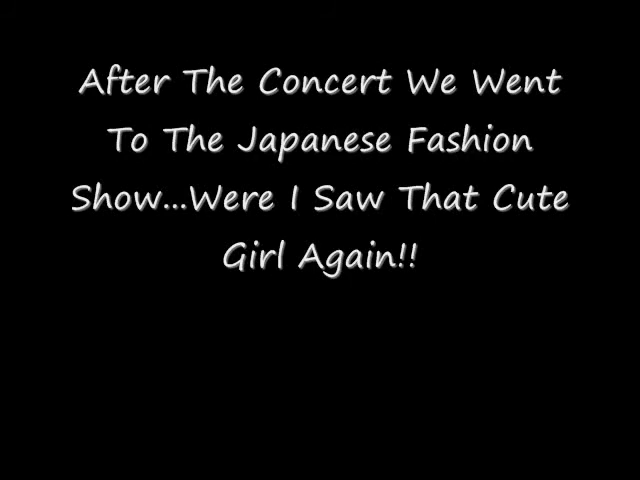 After The Concert We Went
To The Japanese Fashion
Show...Were I Saw That Cute
Girl Again!!